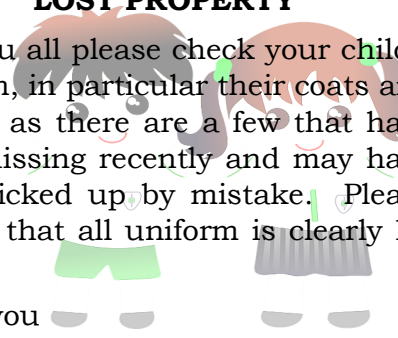 LOST PROPERTY
u all please check your chil
, in particular their coats a
as there are a few that ha
issing recently and may ha
icked up by mistake. Plea
that all uniform is clearly
you